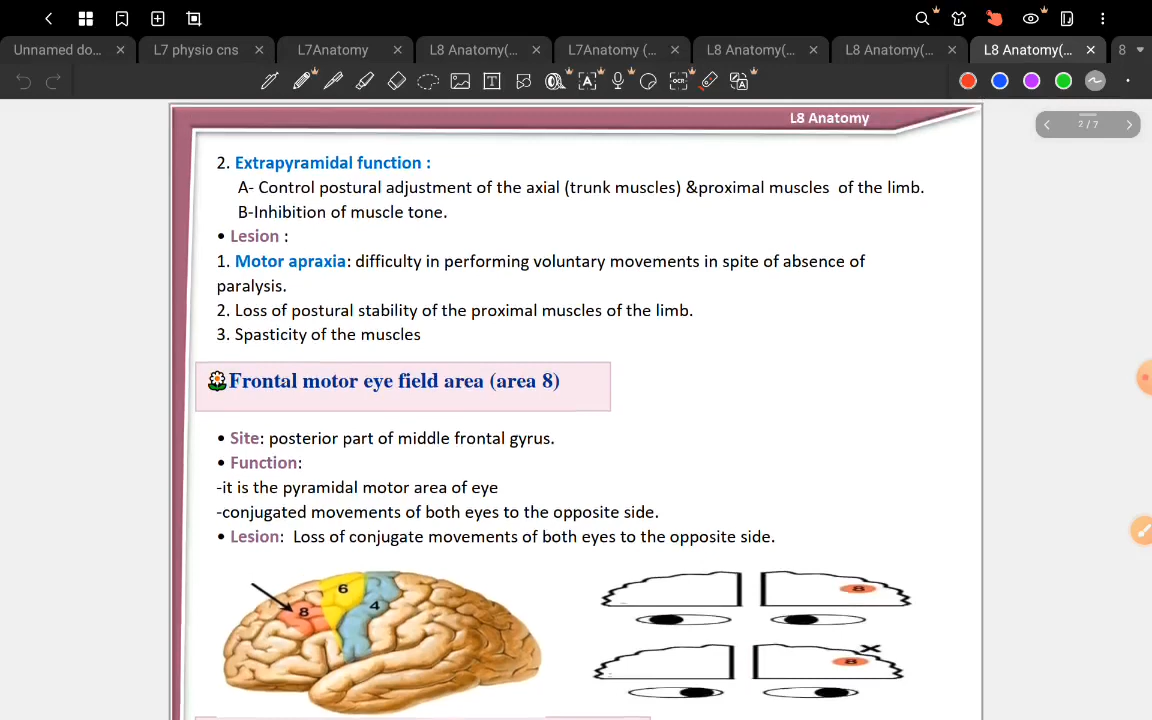 Unnamed do...
L7 physio cns
L7Anatomy
L8 Anatomy(...
L7Anatomy (...
L8 Anatomy(...
L8 Anatomy(...
L8 Anatomy(...
8
A
OCR
A
2 / 7
L8 Anatomy
2. Extrapyramidal function :
A- Control postural adjustment of the axial (trunk muscles) &proximal muscles of the limb.
B-Inhibition of muscle tone.
• Lesion :
1. Motor apraxia: difficulty in performing voluntary movements in spite of absence of
paralysis.
2. Loss of postural stability of the proximal muscles of the limb.
3. Spasticity of the muscles
Frontal motor eye field area (area 8)
• Site: posterior part of middle frontal gyrus.
• Function:
-it is the pyramidal motor area of eye
-conjugated movements of both eyes to the opposite side.
• Lesion: Loss of conjugate movements of both eyes to the opposite side.
6
8
4
8
8